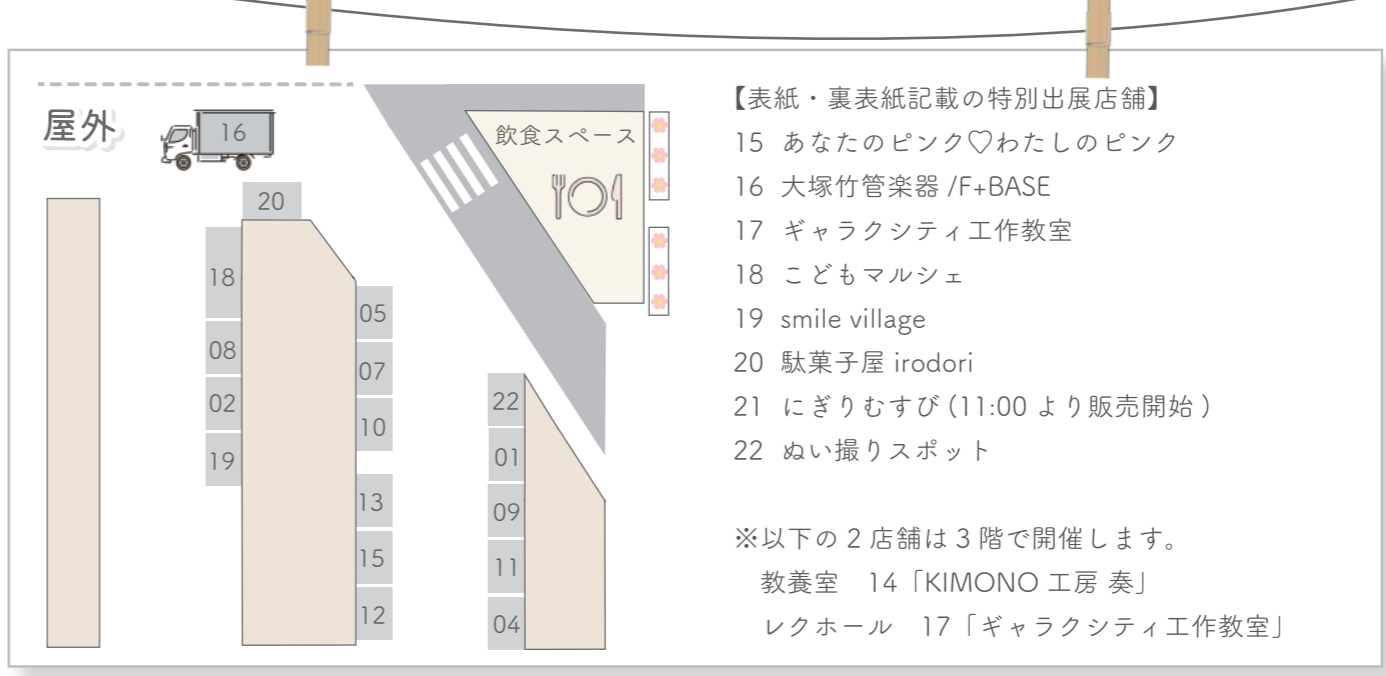 屋外
16
飲食スペース
20
18
08
02
19
05
07
10
13
15
12
22
01
09
11
04
【表紙・裏表紙記載の特別出展店舗】
15 あなたのピンク♡わたしのピンク
16 大塚竹管楽器 /F+BASE
17 ギャラクシティ工作教室
18 こどもマルシェ
19 smile village
20 駄菓子屋 irodori
21 にぎりむすび (11:00 より販売開始 )
22 ぬい撮りスポット
※以下の 2 店舗は 3 階で開催します。
教養室 14「KIMONO 工房 奏」
レクホール 17「ギャラクシティ工作教室」